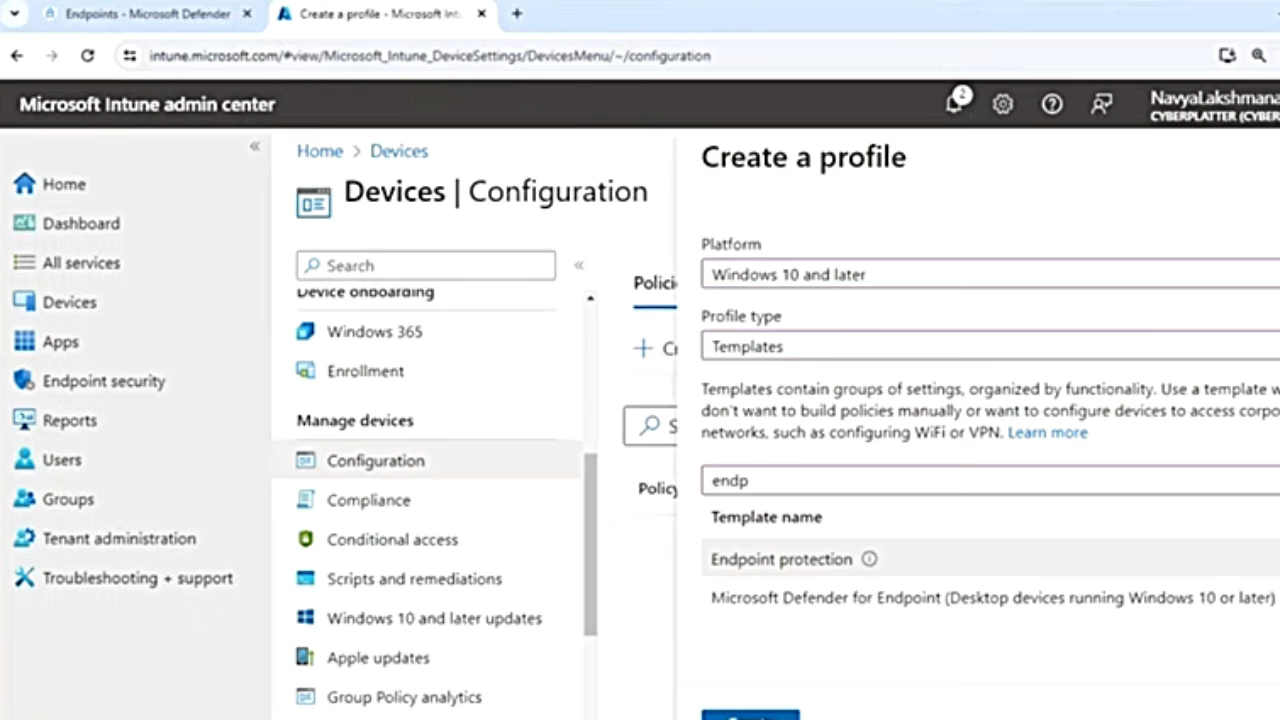 Endpoints - Microsoft Defender
Create a profile - Microsoft Int
intune.microsoft.com/#view/Microsoft_Intune_DeviceSettings/DevicesMenu/~/configuration
Microsoft Intune admin center
2
NavyaLakshmana
CYBERPLATTER (CYBER
Home
Dashboard
All services
Devices
Apps
Endpoint security
Reports
Users
Groups
Tenant administration
Troubleshooting + support
Home > Devices
Devices | Configuration
Search
Device onboarding
Windows 365
Enrollment
Manage devices
Configuration
Compliance
Conditional access
Scripts and remediations
Windows 10 and later updates
Apple updates
Group Policy analytics
Polici
+ Cr
S
Policy
Create a profile
Platform
Windows 10 and later
Profile type
Templates
Templates contain groups of settings, organized by functionality. Use a template w
don't want to build policies manually or want to configure devices to access corpo
networks, such as configuring WiFi or VPN. Learn more
endp
Template name
Endpoint protection
Microsoft Defender for Endpoint (Desktop devices running Windows 10 or later)